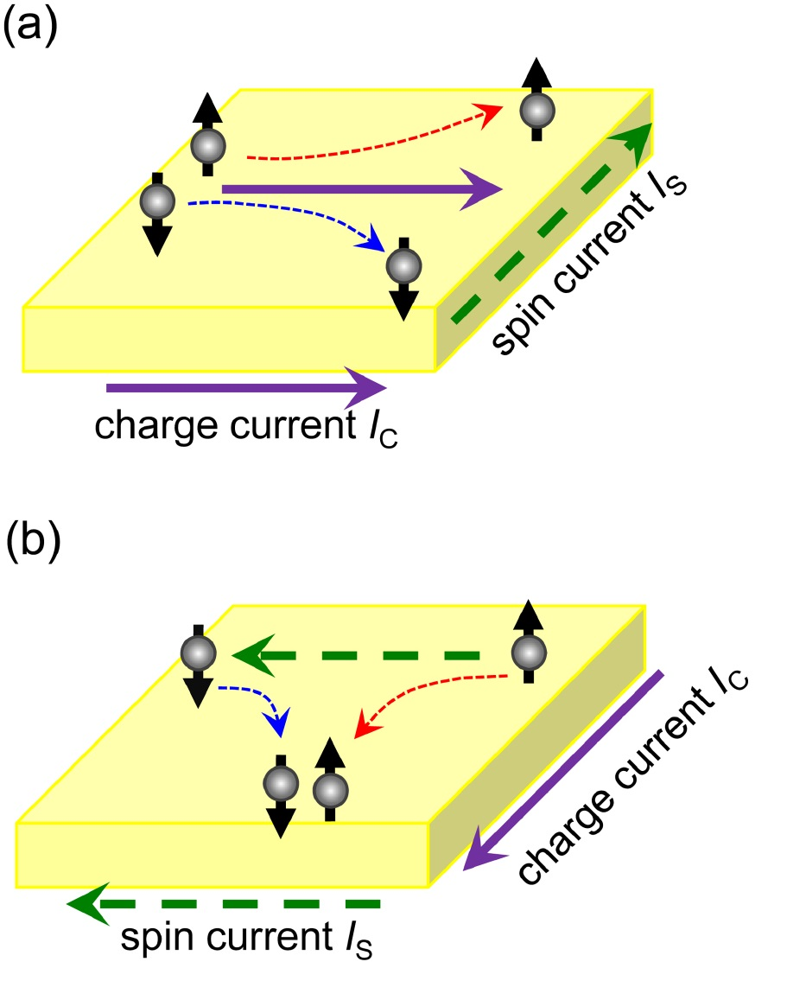 (a)
spin current IS
charge current IC
(b)
charge current IC
spin current IS